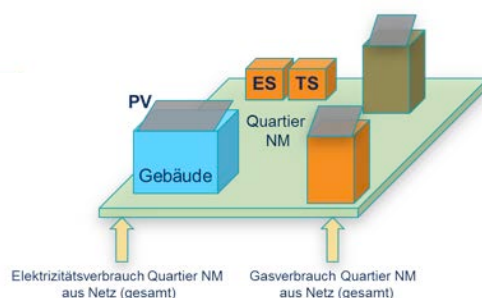 ES TS
PV
Quartier
NM
Gebäude
Elektrizitätsverbrauch Quartier NM
aus Netz (gesamt)
Gasverbrauch Quartier NM
aus Netz (gesamt)